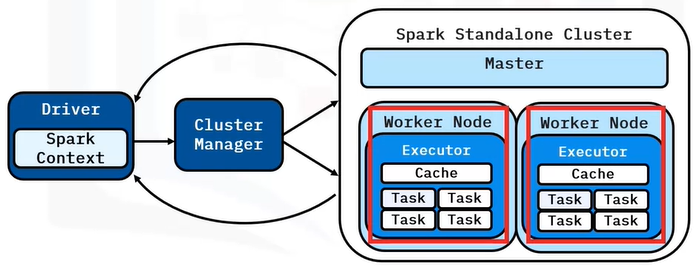 Driver
Spark
Context
Cluster
Manager
Spark Standalone Cluster
Master
Worker Node
Executor
Cache
Task Task
Task Task
Worker Node
Executor
Cache
Task Task
Task Task